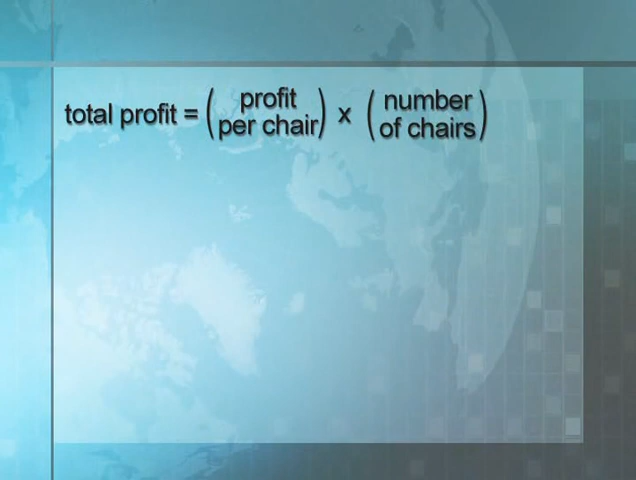 total profit = (profit per chair) x (number of chairs)